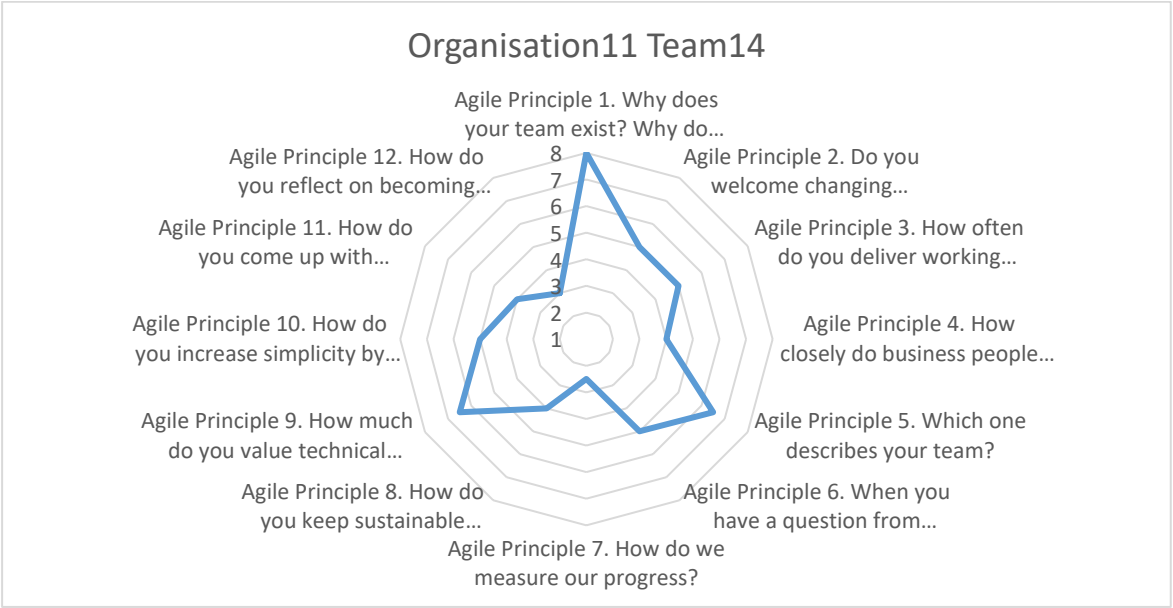 Organisation11 Team14
Agile Principle 1. Why does
your team exist? Why do...
Agile Principle 2. Do you
welcome changing...
Agile Principle 3. How often
do you deliver working...
Agile Principle 4. How
closely do business people...
Agile Principle 5. Which one
describes your team?
Agile Principle 6. When you
have a question from...
Agile Principle 7. How do we
measure our progress?
Agile Principle 8. How do
you keep sustainable...
Agile Principle 9. How much
do you value technical...
Agile Principle 10. How do
you increase simplicity by...
Agile Principle 11. How do
you come up with...
Agile Principle 12. How do
you reflect on becoming...
8
7
6
5
4
3
2
1